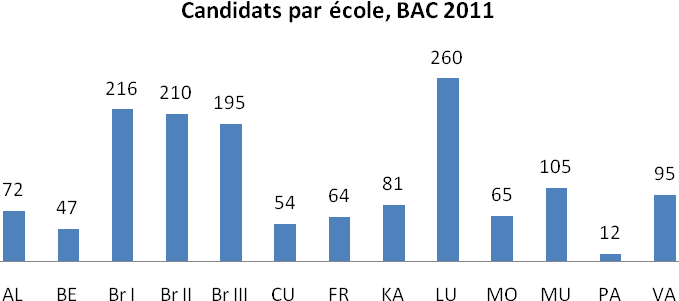 Candidats par école, BAC 2011
72 47 216 210 195 54 64 81 260 65 105 12 95
AL BE Br I Br II Br III CU FR KA LU MO MU PA VA